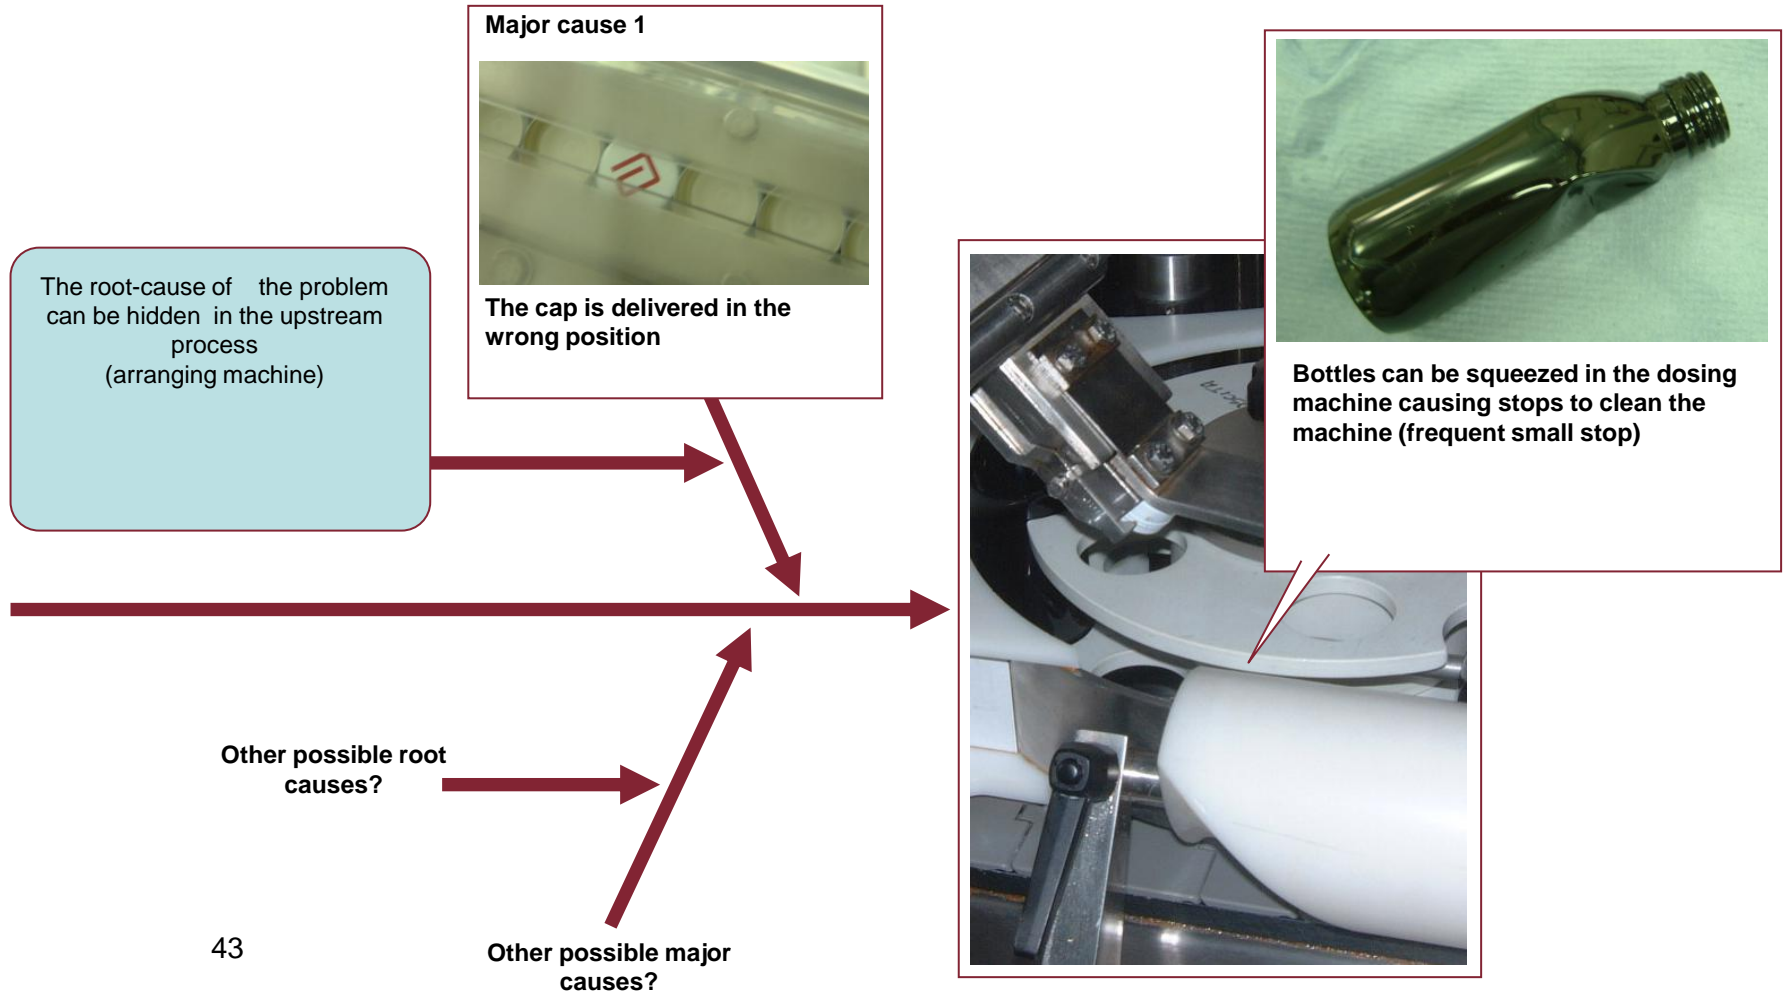 Major cause 1
The cap is delivered in the
wrong position
The root-cause of the problem
can be hidden in the upstream
process
(arranging machine)
Bottles can be squeezed in the dosing
machine causing stops to clean the
machine (frequent small stop)
Other possible root
causes?
Other possible major
causes?
43